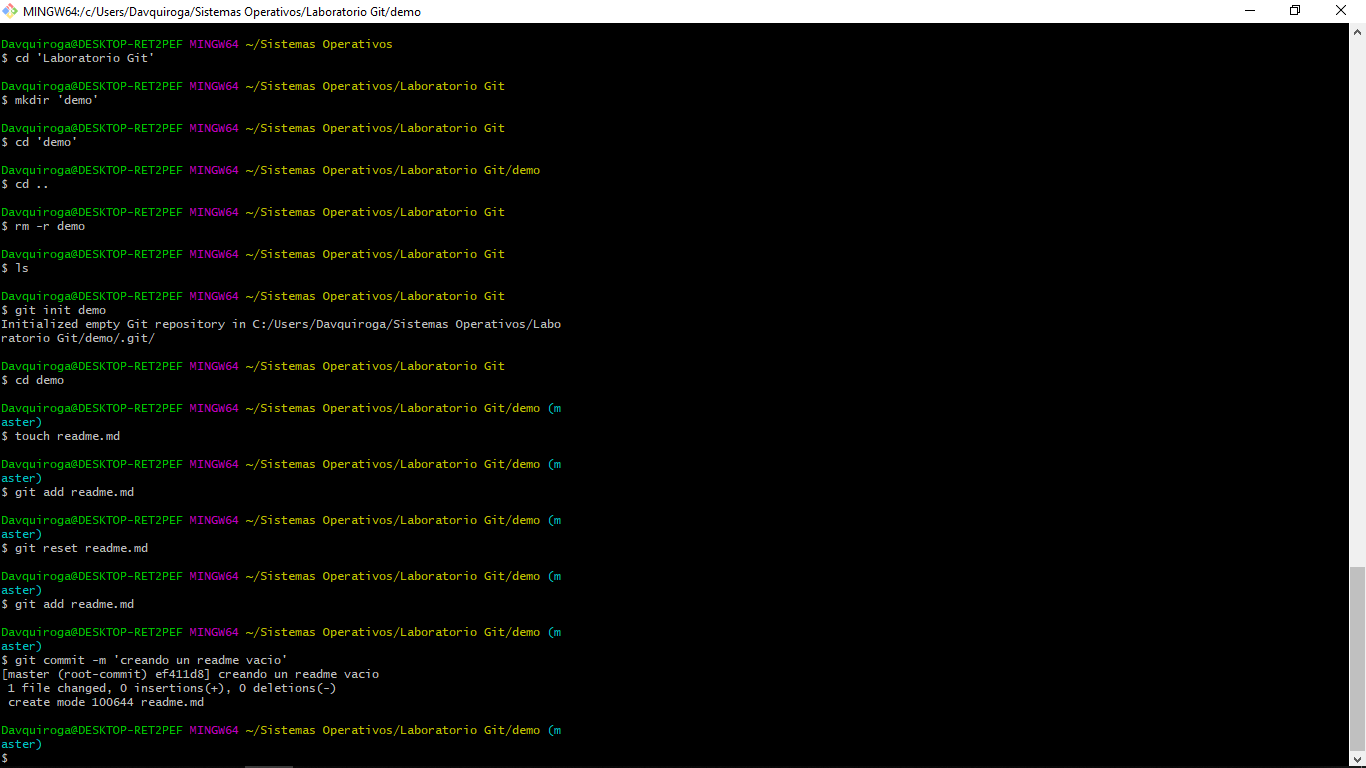 MINGW64:/c/Users/Davquiroga/Sistemas Operativos/Laboratorio Git/demo
Davquiroga@DESKTOP-RET2PEF MINGW64 ~/Sistemas Operativos
$ cd 'Laboratorio Git'
Davquiroga@DESKTOP-RET2PEF MINGW64 ~/Sistemas Operativos/Laboratorio Git
$ mkdir 'demo'
Davquiroga@DESKTOP-RET2PEF MINGW64 ~/Sistemas Operativos/Laboratorio Git
$ cd 'demo'
Davquiroga@DESKTOP-RET2PEF MINGW64 ~/Sistemas Operativos/Laboratorio Git/demo
$ cd ..
Davquiroga@DESKTOP-RET2PEF MINGW64 ~/Sistemas Operativos/Laboratorio Git
$ rm -r demo
Davquiroga@DESKTOP-RET2PEF MINGW64 ~/Sistemas Operativos/Laboratorio Git
$ ls
Davquiroga@DESKTOP-RET2PEF MINGW64 ~/Sistemas Operativos/Laboratorio Git
$ git init demo
Initialized empty Git repository in C:/Users/Davquiroga/Sistemas Operativos/Labo
ratorio Git/demo/.git/
Davquiroga@DESKTOP-RET2PEF MINGW64 ~/Sistemas Operativos/Laboratorio Git
$ cd demo
Davquiroga@DESKTOP-RET2PEF MINGW64 ~/Sistemas Operativos/Laboratorio Git/demo (m
aster)
$ touch readme.md
Davquiroga@DESKTOP-RET2PEF MINGW64 ~/Sistemas Operativos/Laboratorio Git/demo (m
aster)
$ git add readme.md
Davquiroga@DESKTOP-RET2PEF MINGW64 ~/Sistemas Operativos/Laboratorio Git/demo (m
aster)
$ git reset readme.md
Davquiroga@DESKTOP-RET2PEF MINGW64 ~/Sistemas Operativos/Laboratorio Git/demo (m
aster)
$ git add readme.md
Davquiroga@DESKTOP-RET2PEF MINGW64 ~/Sistemas Operativos/Laboratorio Git/demo (m
aster)
$ git commit -m 'creando un readme vacio'
[master (root-commit) ef411d8] creando un readme vacio
 1 file changed, 0 insertions(+), 0 deletions(-)
 create mode 100644 readme.md
Davquiroga@DESKTOP-RET2PEF MINGW64 ~/Sistemas Operativos/Laboratorio Git/demo (m
aster)
$